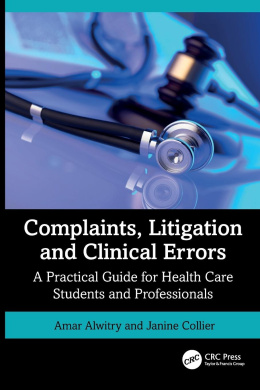 Complaints, Litigation
and Clinical Errors
A Practical Guide for Health Care
Students and Professionals
Amar Alwitry and Janine Collier
CRC
CRC Press
Taylor & Francis Group